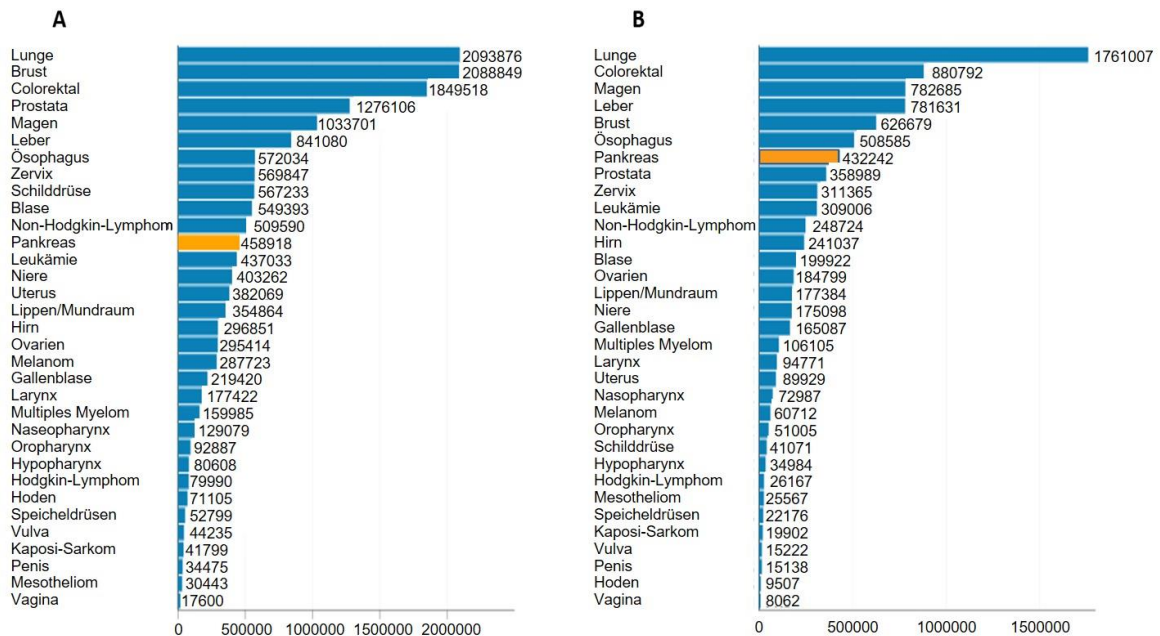 A
Lunge 2093876
Brust 2088849
Colorektal 1849518
Prostata 1276106
Magen 1033701
Leber 841080
Ösophagus 572034
Zervix 569847
Schilddrüse 567233
Blase 549393
Non-Hodgkin-Lymphom 509590
Pankreas 458918
Leukämie 437033
Niere 403262
Uterus 382069
Lippen/Mundraum 354864
Hirn 296851
Ovarien 295414
Melanom 287723
Gallenblase 219420
Larynx 177422
Multiples Myelom 159985
Naseopharynx 129079
Oropharynx 92887
Hypopharynx 80608
Hodgkin-Lymphom 79990
Hoden 71105
Speicheldrüsen 52799
Vulva 44235
Kaposi-Sarkom 41799
Penis 34475
Mesotheliom 30443
Vagina 17600
0 500000 1000000 1500000 2000000
B
Lunge 1761007
Colorektal 880792
Magen 782685
Leber 781631
Brust 626679
Ösophagus 508585
Pankreas 432242
Prostata 358989
Zervix 311365
Leukämie 309006
Non-Hodgkin-Lymphom 248724
Hirn 241037
Blase 199922
Ovarien 184799
Lippen/Mundraum 177384
Niere 175098
Gallenblase 165087
Multiples Myelom 106105
Larynx 94771
Uterus 89929
Nasopharynx 72987
Melanom 60712
Oropharynx 51005
Schilddrüse 41071
Hypopharynx 34984
Hodgkin-Lymphom 26167
Mesotheliom 25567
Speicheldrüsen 22176
Kaposi-Sarkom 19902
Vulva 15222
Penis 15138
Hoden 9507
Vagina 8062
0 500000 1000000 1500000